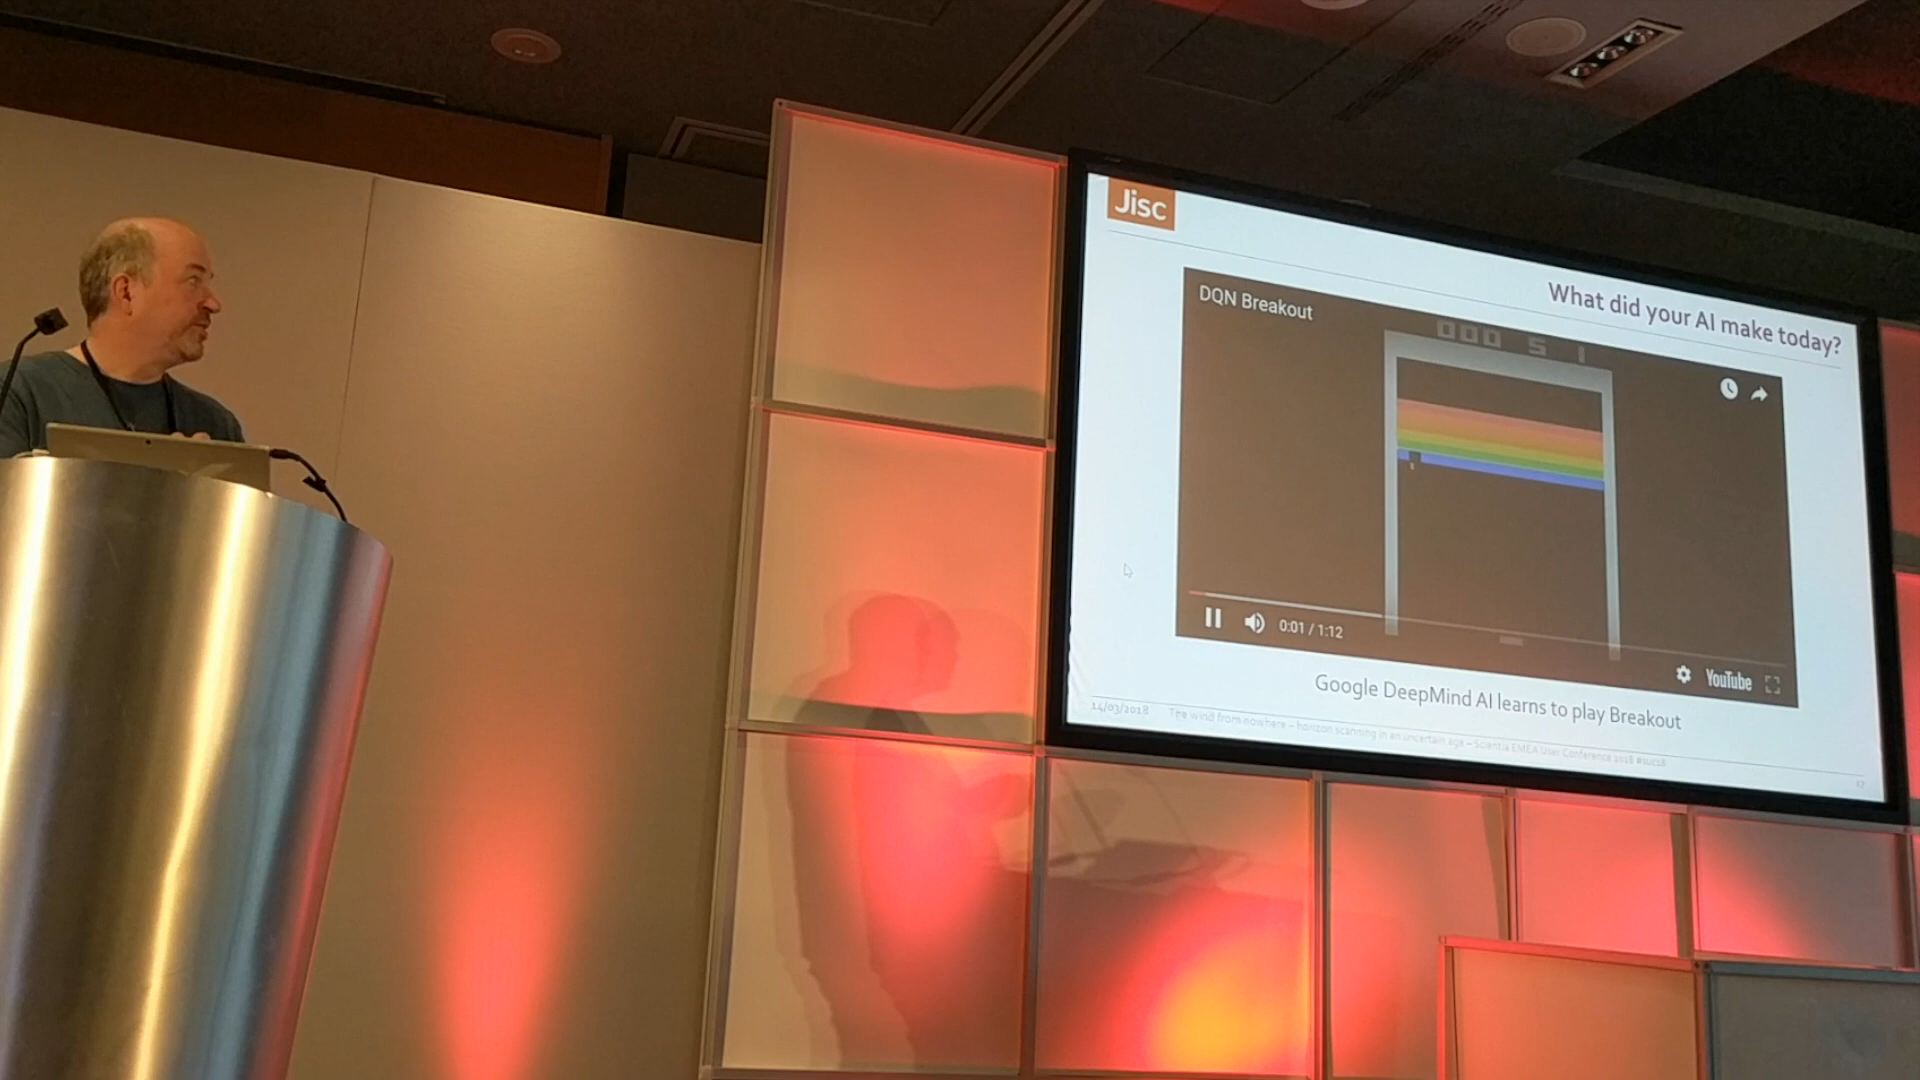 Jisc
What did your AI make today?
DQN Breakout
000 5 1
0:01 / 1:12
YouTube
Google DeepMind AI learns to play Breakout
14/03/2018 The wind from nowhere – horizon scanning in an uncertain age – Scientia EMEA User Conference 2018 #suc18
17